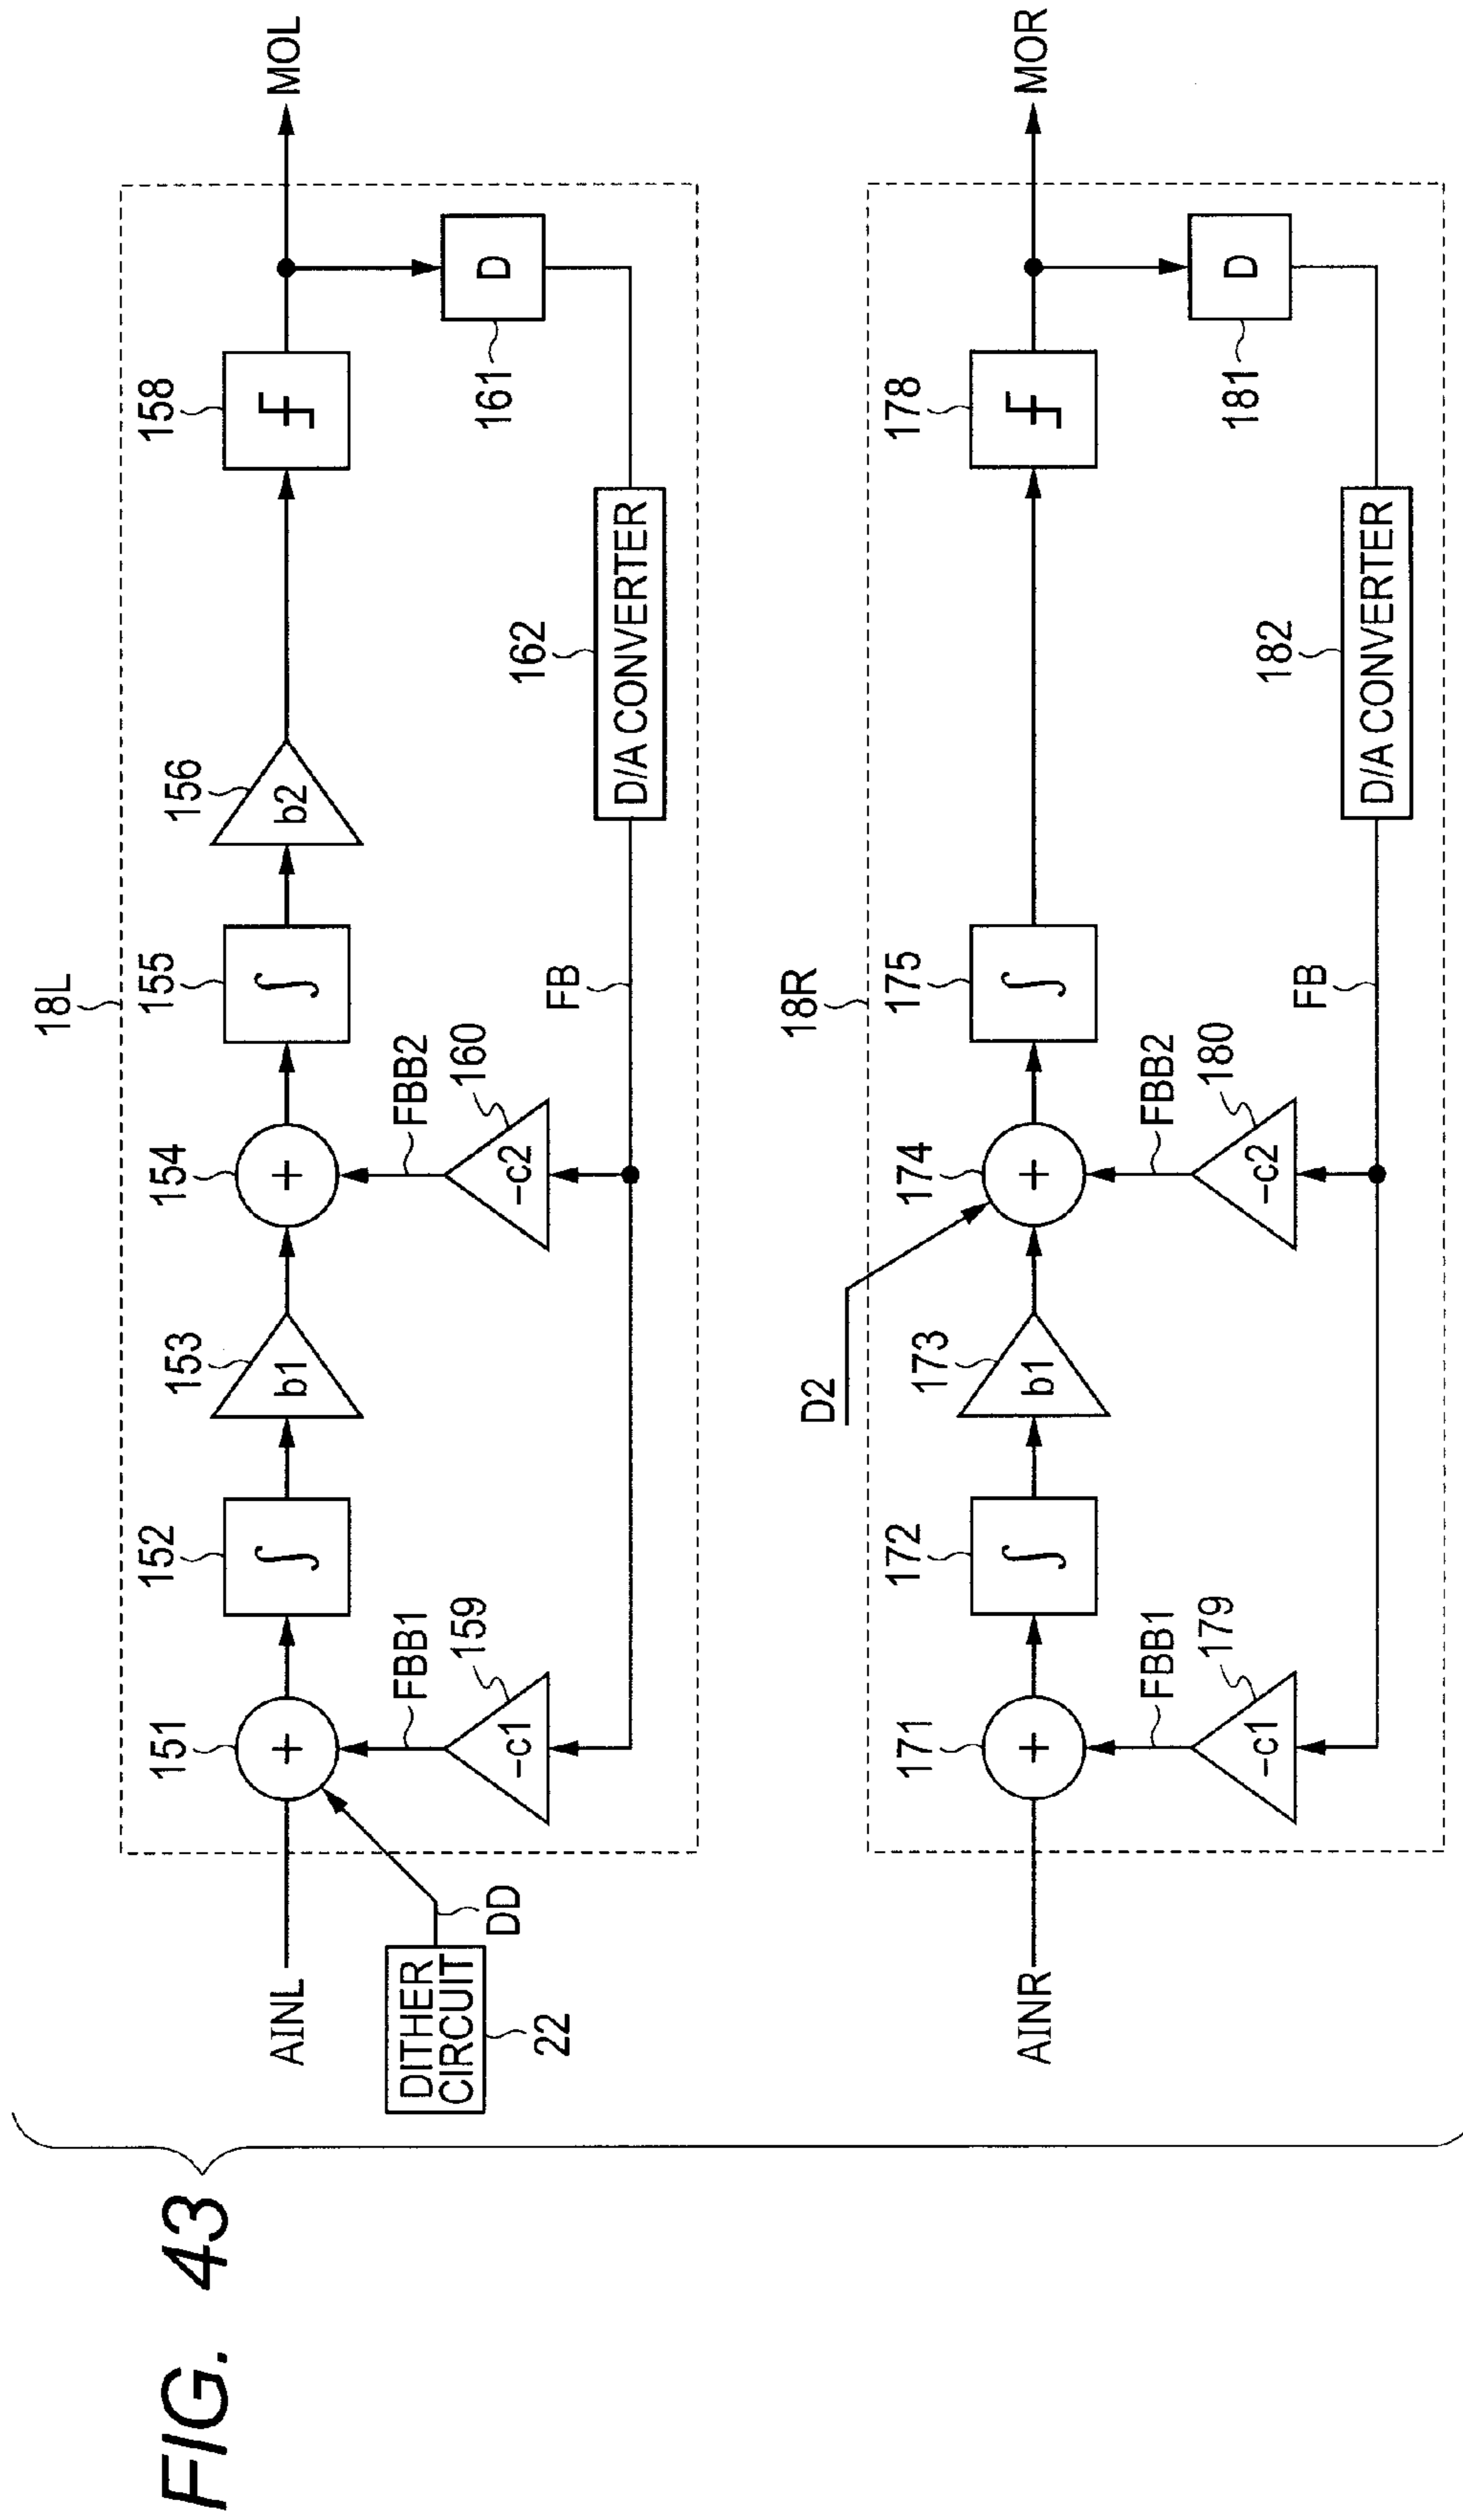 FIG. 43
18L
151
152
153
154
155
156
158
+
∫
b1
+
∫
b2
MOL
AINL
DITHER
CIRCUIT
22
DD
FBB1
159
-c1
FBB2
160
-c2
FB
162
D/A CONVERTER
161
D
18R
D2
171
172
173
174
175
178
+
∫
b1
+
∫
MOR
AINR
FBB1
179
-c1
FBB2
180
-c2
FB
182
D/A CONVERTER
181
D